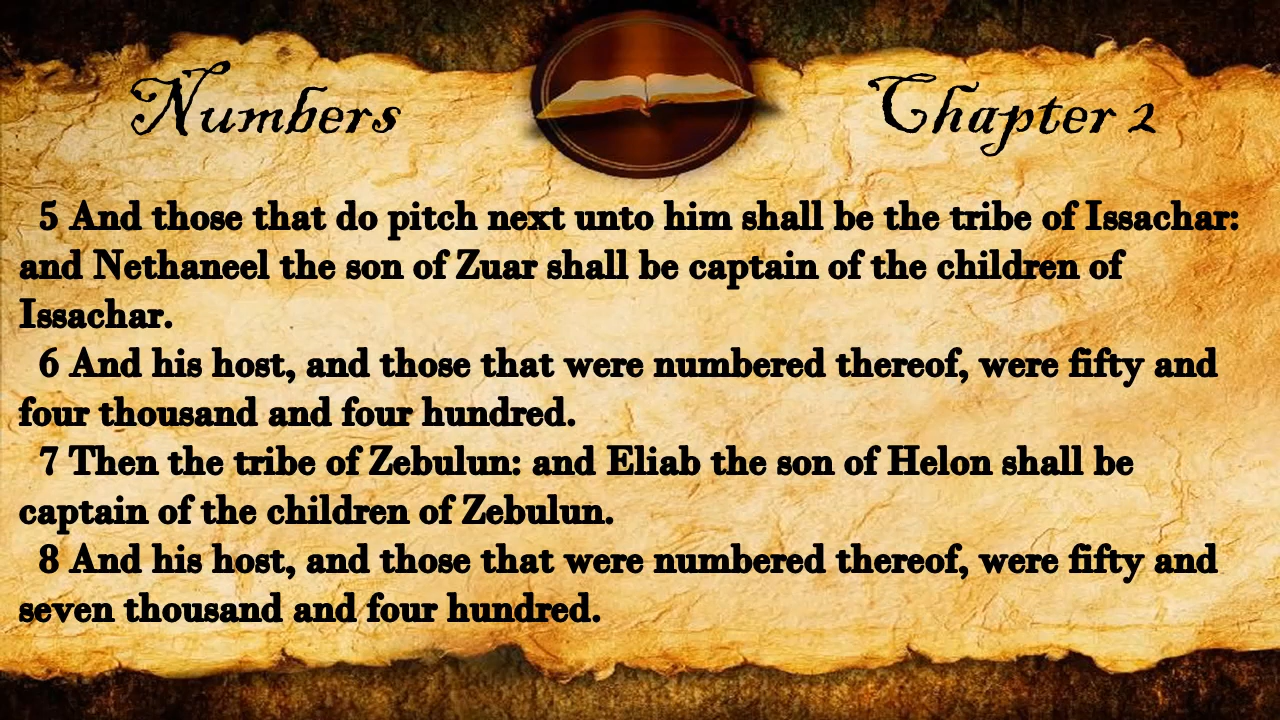 Numbers
Chapter 2
5 And those that do pitch next unto him shall be the tribe of Issachar:
and Nethaneel the son of Zuar shall be captain of the children of
Issachar.
6 And his host, and those that were numbered thereof, were fifty and
four thousand and four hundred.
7 Then the tribe of Zebulun: and Eliab the son of Helon shall be
captain of the children of Zebulun.
8 And his host, and those that were numbered thereof, were fifty and
seven thousand and four hundred.